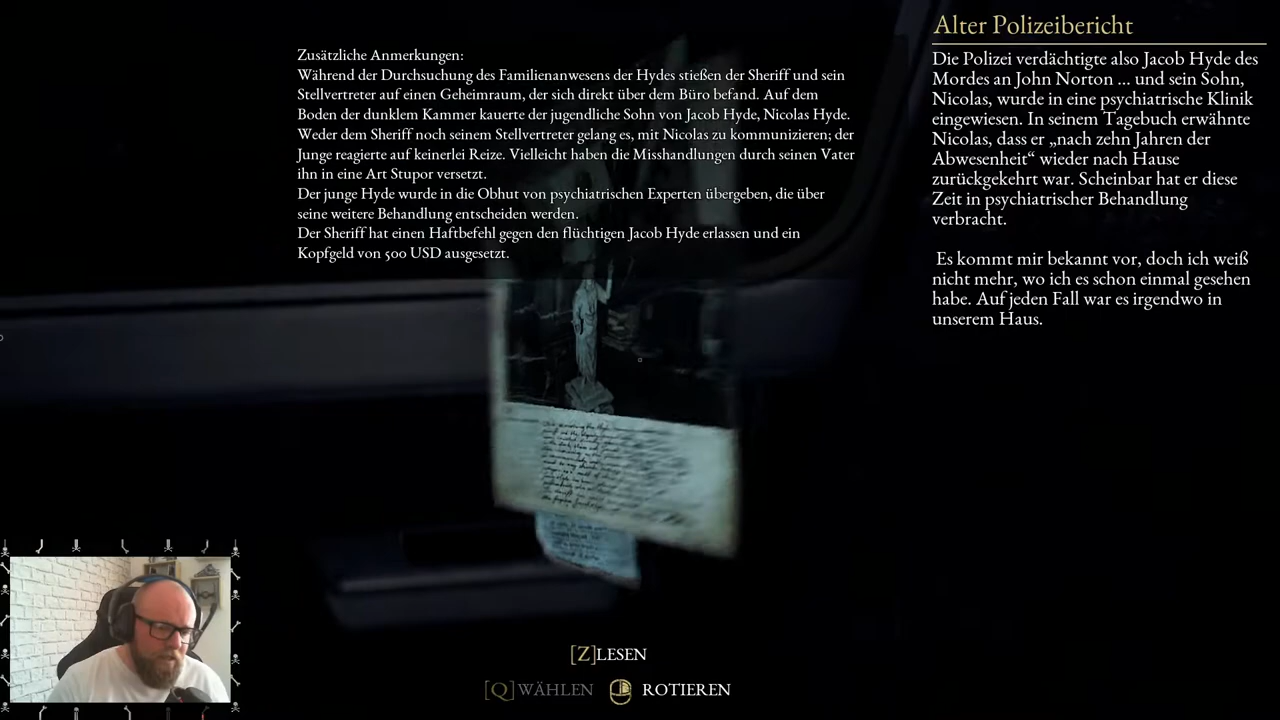 Zusätzliche Anmerkungen:
Während der Durchsuchung des Familienanwesens der Hydes stießen der Sheriff und sein
Stellvertreter auf einen Geheimraum, der sich direkt über dem Büro befand. Auf dem
Boden der dunklem Kammer kauerte der jugendliche Sohn von Jacob Hyde, Nicolas Hyde.
Weder dem Sheriff noch seinem Stellvertreter gelang es, mit Nicolas zu kommunizieren; der
Junge reagierte auf keinerlei Reize. Vielleicht haben die Misshandlungen durch seinen Vater
ihn in eine Art Stupor versetzt.
Der junge Hyde wurde in die Obhut von psychiatrischen Experten übergeben, die über
seine weitere Behandlung entscheiden werden.
Der Sheriff hat einen Haftbefehl gegen den flüchtigen Jacob Hyde erlassen und ein
Kopfgeld von 500 USD ausgesetzt.
Alter Polizeibericht
Die Polizei verdächtigte also Jacob Hyde des
Mordes an John Norton ... und sein Sohn,
Nicolas, wurde in eine psychiatrische Klinik
eingewiesen. In seinem Tagebuch erwähnte
Nicolas, dass er „nach zehn Jahren der
Abwesenheit“ wieder nach Hause
zurückgekehrt war. Scheinbar hat er diese
Zeit in psychiatrischer Behandlung
verbracht.
Es kommt mir bekannt vor, doch ich weiß
nicht mehr, wo ich es schon einmal gesehen
habe. Auf jeden Fall war es irgendwo in
unserem Haus.
[Z]LESEN
[Q]WÄHLEN ROTIEREN